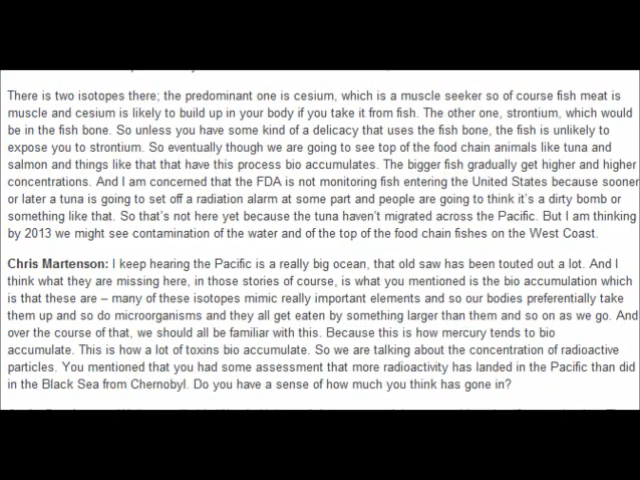 There is two isotopes there; the predominant one is cesium, which is a muscle seeker so of course fish meat is
muscle and cesium is likely to build up in your body if you take it from fish. The other one, strontium, which would
be in the fish bone. So unless you have some kind of a delicacy that uses the fish bone, the fish is unlikely to
expose you to strontium. So eventually though we are going to see top of the food chain animals like tuna and
salmon and things like that that have this process bio accumulates. The bigger fish gradually get higher and higher
concentrations. And I am concerned that the FDA is not monitoring fish entering the United States because sooner
or later a tuna is going to set off a radiation alarm at some part and people are going to think it's a dirty bomb or
something like that. So that's not here yet because the tuna haven't migrated across the Pacific. But I am thinking
by 2013 we might see contamination of the water and of the top of the food chain fishes on the West Coast.
Chris Martenson: I keep hearing the Pacific is a really big ocean, that old saw has been touted out a lot. And I
think what they are missing here, in those stories of course, is what you mentioned is the bio accumulation which
is that these are – many of these isotopes mimic really important elements and so our bodies preferentially take
them up and so do microorganisms and they all get eaten by something larger than them and so on as we go. And
over the course of that, we should all be familiar with this. Because this is how mercury tends to bio
accumulate. This is how a lot of toxins bio accumulate. So we are talking about the concentration of radioactive
particles. You mentioned that you had some assessment that more radioactivity has landed in the Pacific than did
in the Black Sea from Chernobyl. Do you have a sense of how much you think has gone in?